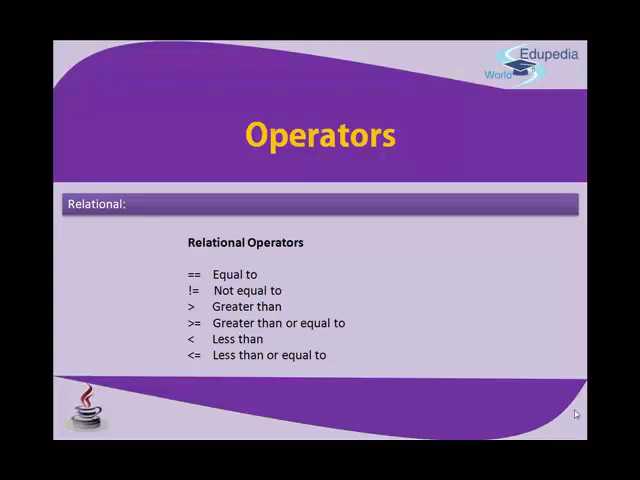 Edupedia
World
Operators
Relational:
Relational Operators
== Equal to
!= Not equal to
> Greater than
>= Greater than or equal to
< Less than
<= Less than or equal to